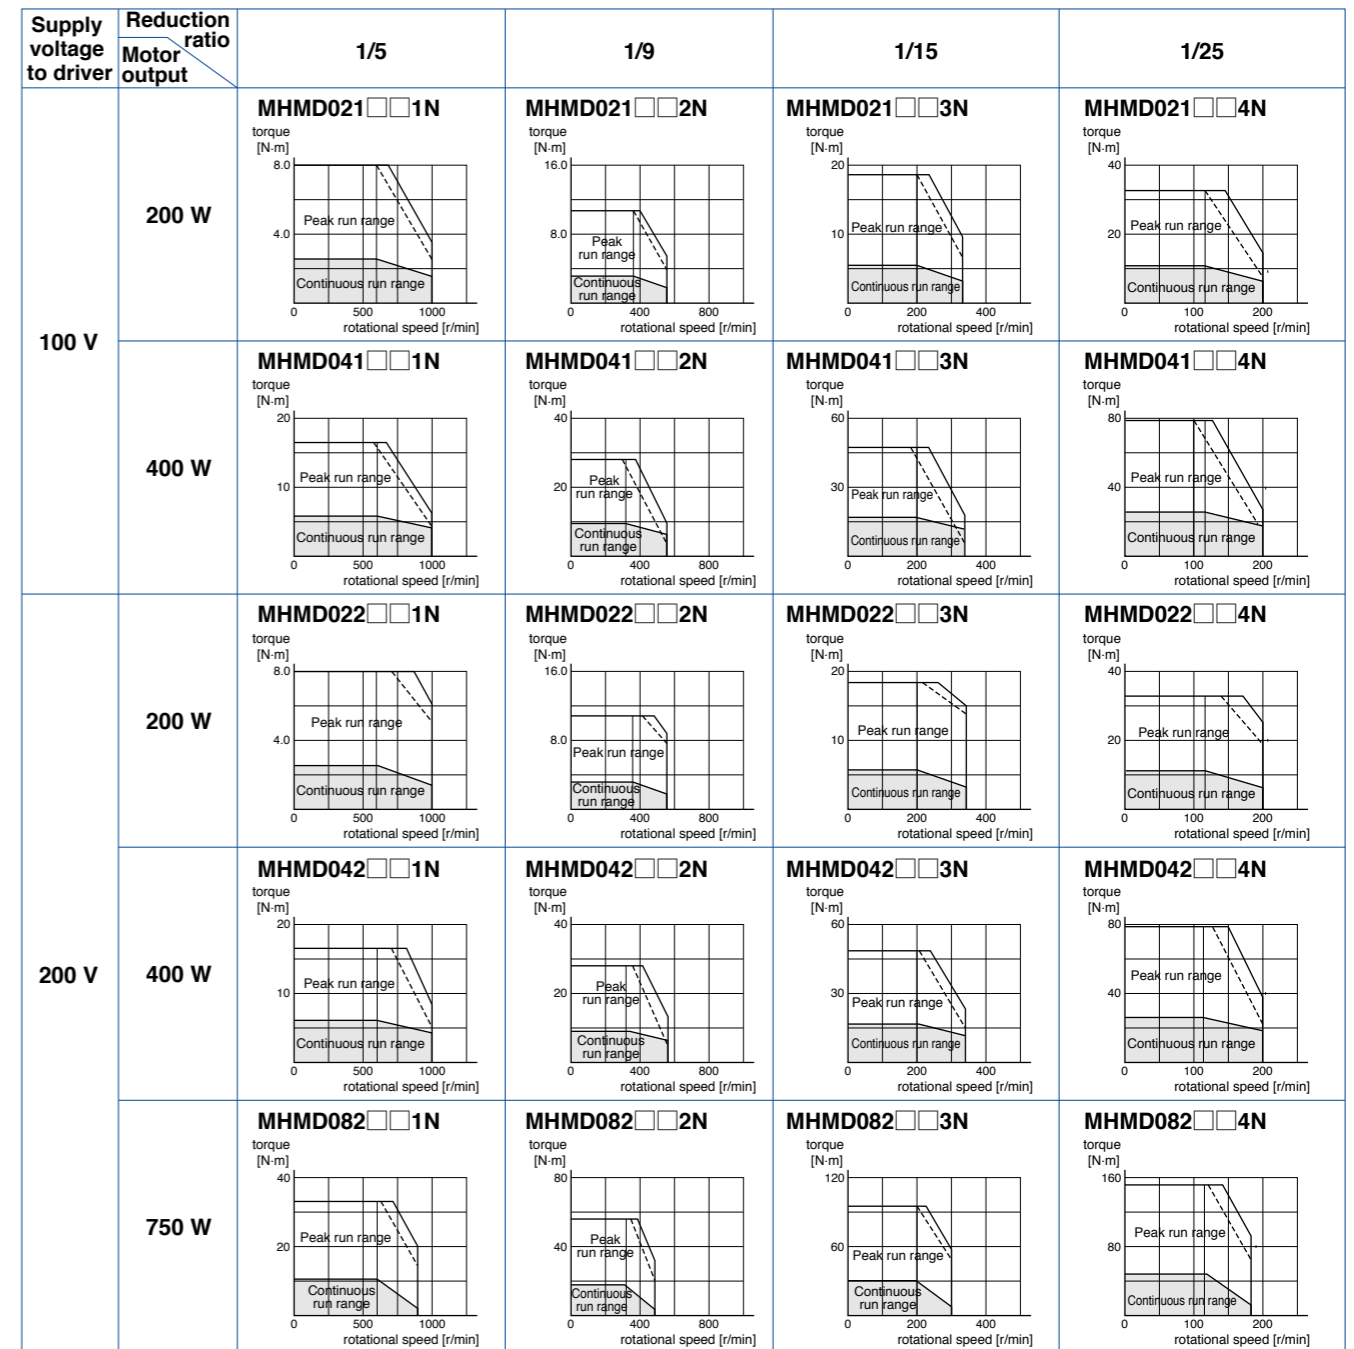 Supply voltage to driver
Reduction ratio
Motor output
1/5
1/9
1/15
1/25
100 V
200 W
MHMD021□□1N
torque
[N·m]
8.0
4.0
Peak run range
Continuous run range
0 500 1000
rotational speed [r/min]
MHMD021□□2N
torque
[N·m]
16.0
8.0
Peak
run range
Continuous
run range
0 400 800
rotational speed [r/min]
MHMD021□□3N
torque
[N·m]
20
10
Peak run range
Continuous run range
0 200 400
rotational speed [r/min]
MHMD021□□4N
torque
[N·m]
40
20
Peak run range
Continuous run range
0 100 200
rotational speed [r/min]
400 W
MHMD041□□1N
torque
[N·m]
20
10
Peak run range
Continuous run range
0 500 1000
rotational speed [r/min]
MHMD041□□2N
torque
[N·m]
40
20
Peak
run range
Continuous
run range
0 400 800
rotational speed [r/min]
MHMD041□□3N
torque
[N·m]
60
30
Peak run range
Continuous run range
0 200 400
rotational speed [r/min]
MHMD041□□4N
torque
[N·m]
80
40
Peak run range
Continuous run range
0 100 200
rotational speed [r/min]
200 V
200 W
MHMD022□□1N
torque
[N·m]
8.0
4.0
Peak run range
Continuous run range
0 500 1000
rotational speed [r/min]
MHMD022□□2N
torque
[N·m]
16.0
8.0
Peak run range
Continuous
run range
0 400 800
rotational speed [r/min]
MHMD022□□3N
torque
[N·m]
20
10
Peak run range
Continuous run range
0 200 400
rotational speed [r/min]
MHMD022□□4N
torque
[N·m]
40
20
Peak run range
Continuous run range
0 100 200
rotational speed [r/min]
400 W
MHMD042□□1N
torque
[N·m]
20
10
Peak run range
Continuous run range
0 500 1000
rotational speed [r/min]
MHMD042□□2N
torque
[N·m]
40
20
Peak
run range
Continuous
run range
0 400 800
rotational speed [r/min]
MHMD042□□3N
torque
[N·m]
60
30
Peak run range
Continuous run range
0 200 400
rotational speed [r/min]
MHMD042□□4N
torque
[N·m]
80
40
Peak run range
Continuous run range
0 100 200
rotational speed [r/min]
750 W
MHMD082□□1N
torque
[N·m]
40
20
Peak run range
Continuous
run range
0 500 1000
rotational speed [r/min]
MHMD082□□2N
torque
[N·m]
80
40
Peak
run range
Continuous
run range
0 400 800
rotational speed [r/min]
MHMD082□□3N
torque
[N·m]
120
60
Peak run range
Continuous
run range
0 200 400
rotational speed [r/min]
MHMD082□□4N
torque
[N·m]
160
80
Peak run range
Continuous run range
0 100 200
rotational speed [r/min]